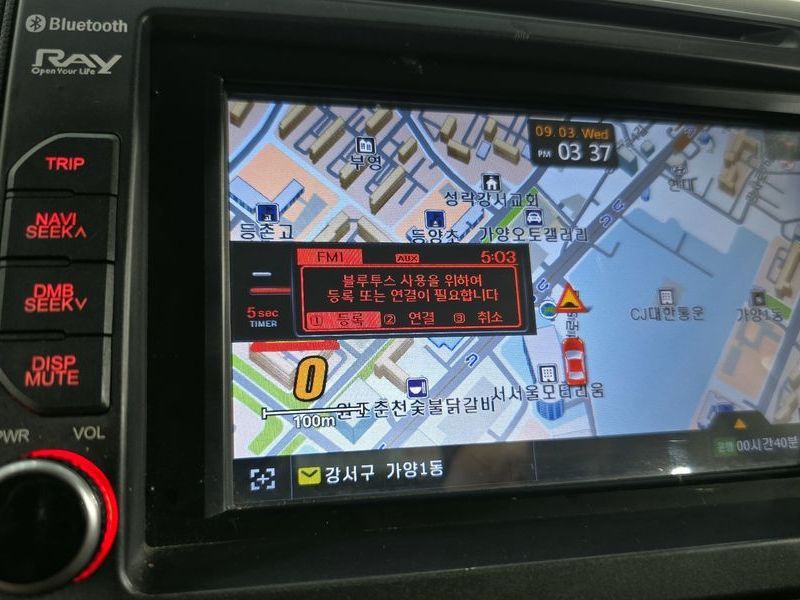 Bluetooth
RAY
Open Your Life
TRIP
NAVI
SEEK∧
DMB
SEEK∨
DISP
MUTE
PWR
VOL
09. 03. Wed
PM 03 37
부영
성락강서교회
현대
등촌고
등양초
가양오토갤러리
FM1
ABX
5:03
블루투스 사용을 위하여
등록 또는 연결이 필요합니다
① 등록 ② 연결 ③ 취소
5 sec
TIMER
CJ대한통운
가양1동
0
100m
원조춘천숯불닭갈비
서서울모터리움
강서구 가양1동
00시간40분